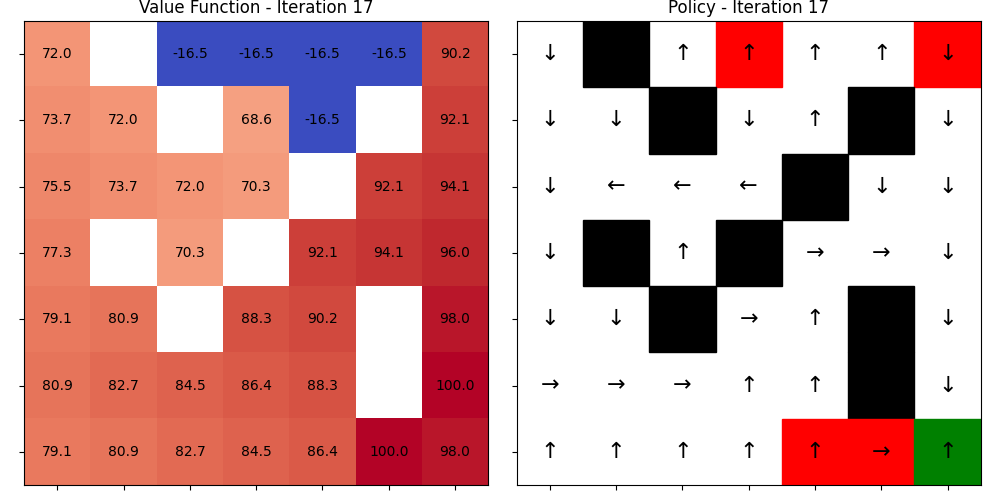 Value Function - Iteration 17
Policy - Iteration 17
72.0 -16.5 -16.5 -16.5 -16.5 90.2
↓ ↑ ↑ ↑ ↑ ↓
73.7 72.0 68.6 -16.5 92.1
↓ ↓ ↓ ↑ ↓
75.5 73.7 72.0 70.3 92.1 94.1
↓ ← ← ← ↓ ↓
77.3 70.3 92.1 94.1 96.0
↓ ↑ → → ↓
79.1 80.9 88.3 90.2 98.0
↓ ↓ → ↑ ↓
80.9 82.7 84.5 86.4 88.3 100.0
→ → → ↑ ↑ ↓
79.1 80.9 82.7 84.5 86.4 100.0 98.0
↑ ↑ ↑ ↑ ↑ → ↑